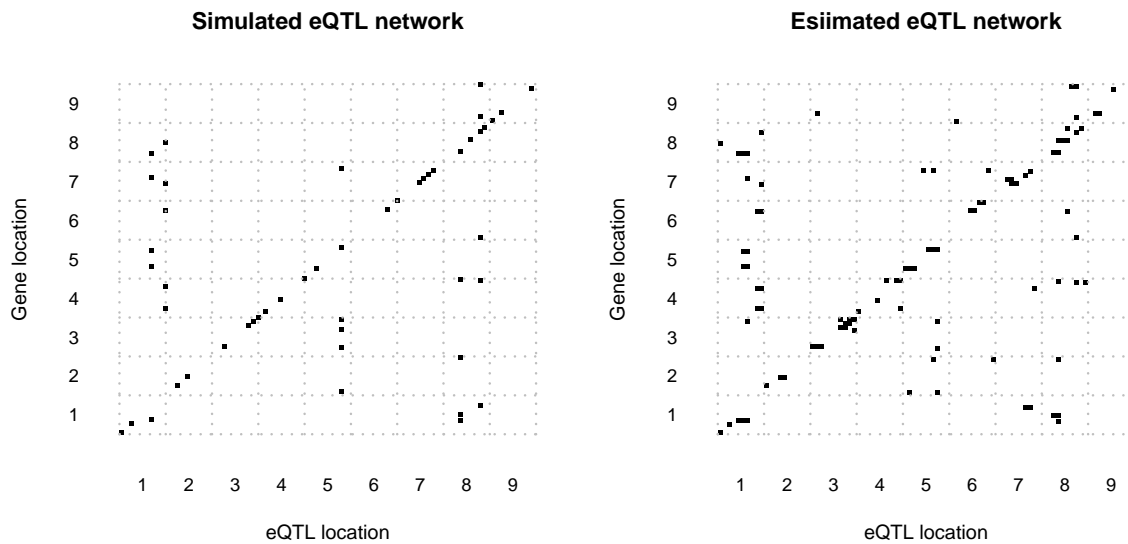 Simulated eQTL network
Gene location
9
8
7
6
5
4
3
2
1
1 2 3 4 5 6 7 8 9
eQTL location
Esiimated eQTL network
Gene location
9
8
7
6
5
4
3
2
1
1 2 3 4 5 6 7 8 9
eQTL location